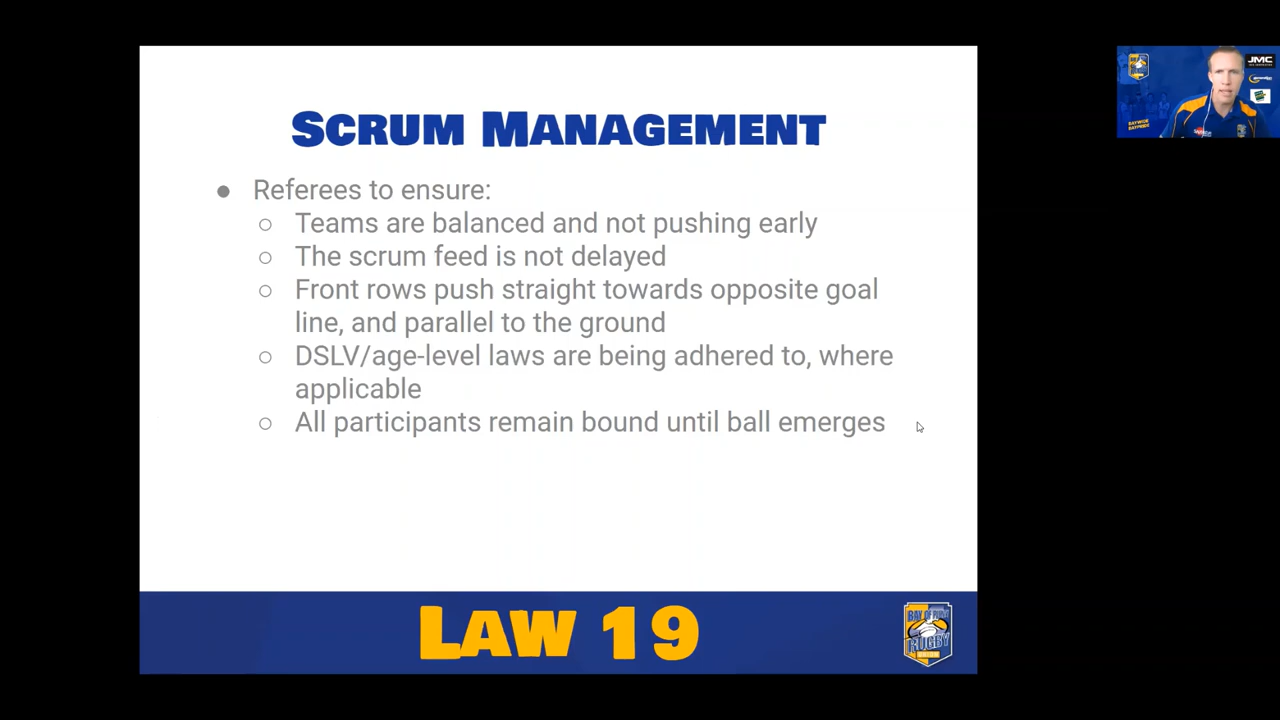 SCRUM MANAGEMENT
● Referees to ensure:
○ Teams are balanced and not pushing early
○ The scrum feed is not delayed
○ Front rows push straight towards opposite goal
line, and parallel to the ground
○ DSLV/age-level laws are being adhered to, where
applicable
○ All participants remain bound until ball emerges
LAW 19
RUGBY
JMC